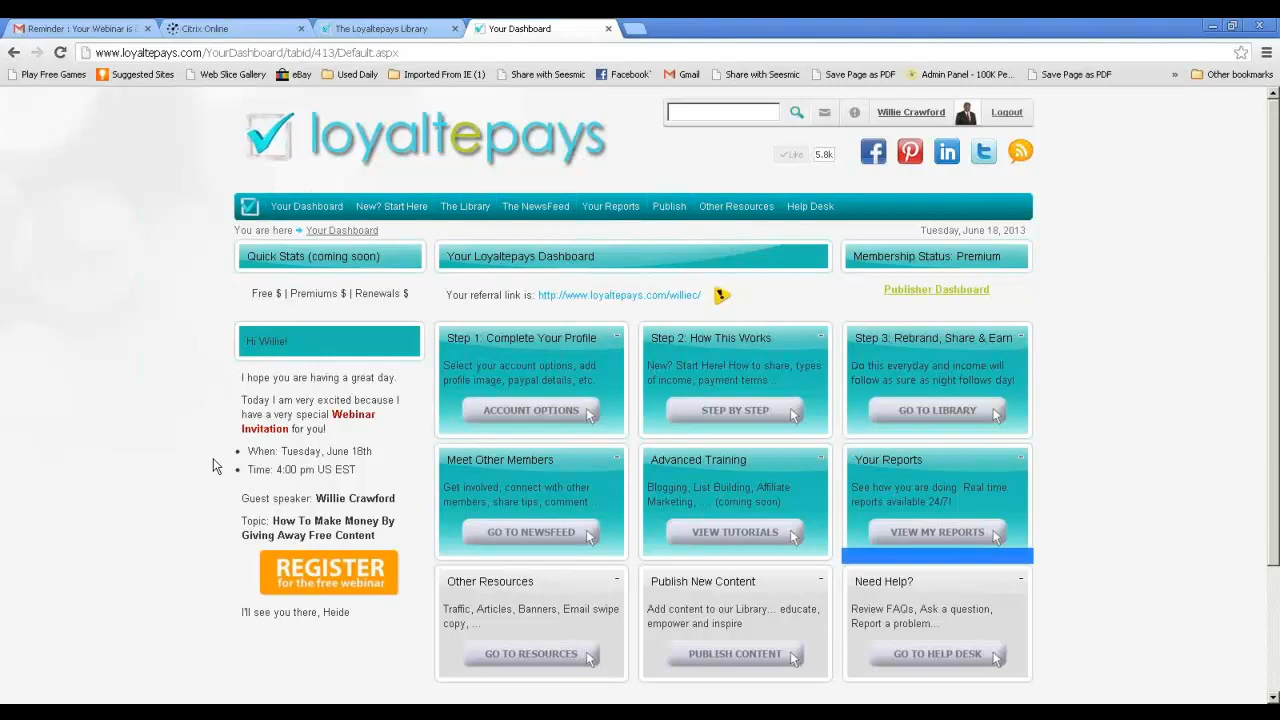 Reminder : Your Webinar is
Citrix Online
The Loyaltepays Library
Your Dashboard
www.loyaltepays.com/YourDashboard/tabid/413/Default.aspx
Play Free Games
Suggested Sites
Web Slice Gallery
eBay
Used Daily
Imported From IE (1)
Share with Seesmic
Facebook
Gmail
Share with Seesmic
Save Page as PDF
Admin Panel - 100K Pe...
Save Page as PDF
»
Other bookmarks
loyaltepays
Willie Crawford
Logout
Like
5.8k
Your Dashboard
New? Start Here
The Library
The NewsFeed
Your Reports
Publish
Other Resources
Help Desk
You are here
Your Dashboard
Tuesday, June 18, 2013
Quick Stats (coming soon)
Your Loyaltepays Dashboard
Membership Status: Premium
Free $ | Premiums $ | Renewals $
Your referral link is: http://www.loyaltepays.com/williec/
Publisher Dashboard
Hi Willie!
I hope you are having a great day.
Today I am very excited because I
have a very special Webinar
Invitation for you!
• When: Tuesday, June 18th
• Time: 4:00 pm US EST
Guest speaker: Willie Crawford
Topic: How To Make Money By
Giving Away Free Content
REGISTER
for the free webinar
I'll see you there, Heide
Step 1: Complete Your Profile
Select your account options, add
profile image, paypal details, etc.
ACCOUNT OPTIONS
Step 2: How This Works
New? Start Here! How to share, types
of income, payment terms ...
STEP BY STEP
Step 3: Rebrand, Share & Earn
Do this everyday and income will
follow as sure as night follows day!
GO TO LIBRARY
Meet Other Members
Get involved, connect with other
members, share tips, comment ...
GO TO NEWSFEED
Advanced Training
Blogging, List Building, Affiliate
Marketing, ... (coming soon)
VIEW TUTORIALS
Your Reports
See how you are doing. Real time
reports available 24/7!
VIEW MY REPORTS
Other Resources
Traffic, Articles, Banners, Email swipe
copy, ...
GO TO RESOURCES
Publish New Content
Add content to our Library... educate,
empower and inspire
PUBLISH CONTENT
Need Help?
Review FAQs, Ask a question,
Report a problem...
GO TO HELP DESK